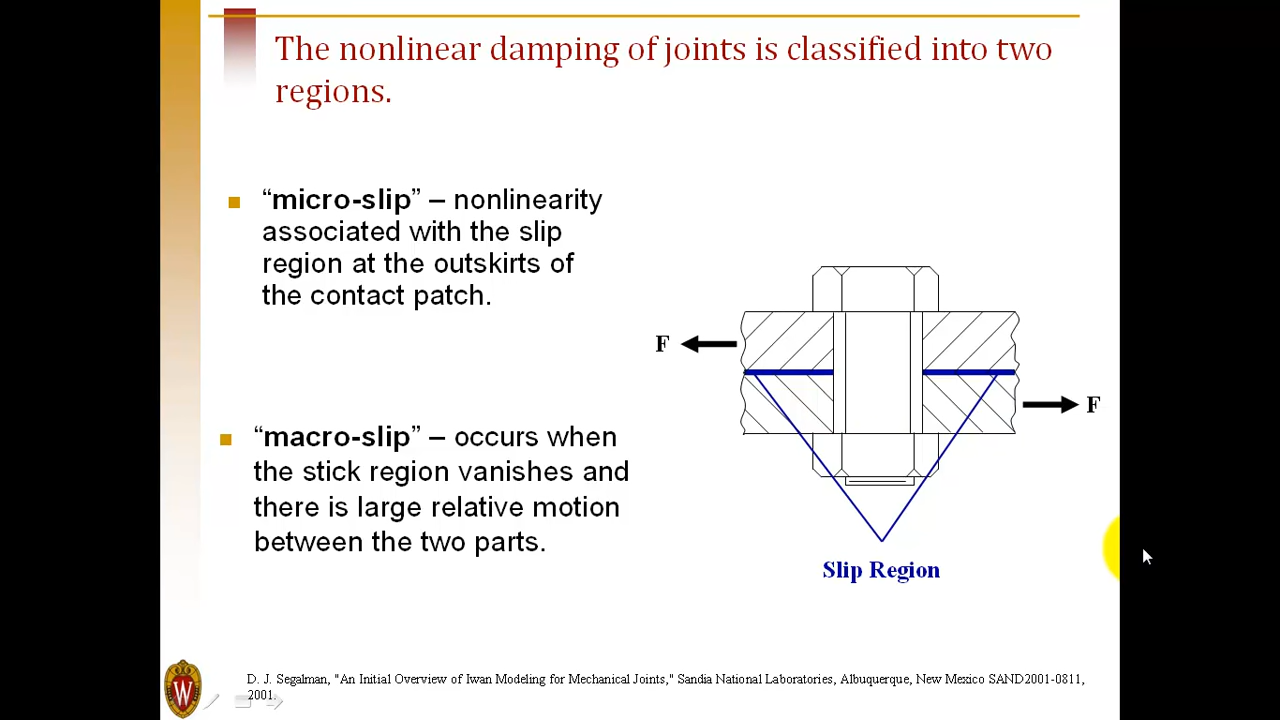 The nonlinear damping of joints is classified into two
regions.
“micro-slip” – nonlinearity
associated with the slip
region at the outskirts of
the contact patch.
F
F
“macro-slip” – occurs when
the stick region vanishes and
there is large relative motion
between the two parts.
Slip Region
D. J. Segalman, "An Initial Overview of Iwan Modeling for Mechanical Joints," Sandia National Laboratories, Albuquerque, New Mexico SAND2001-0811,
2001.
W